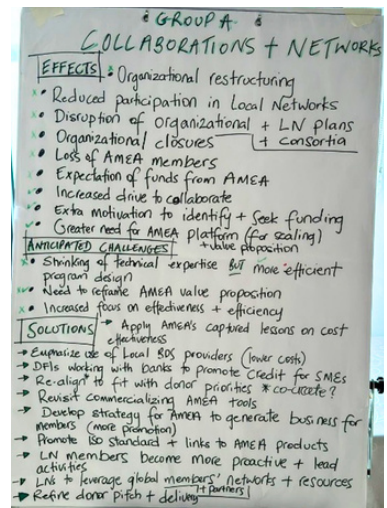 GROUP A
COLLABORATIONS + NETWORKS
EFFECTS
x • Organizational restructuring
x • Reduced participation in Local Networks
• Disruption of organizational + LN plans
x • Organizational closures + consortia
x • Loss of AMEA members
• Expectation of funds from AMEA
• Increased drive to collaborate
• Extra motivation to identify + seek funding
• Greater need for AMEA platform (for scaling)
+ value proposition
ANTICIPATED CHALLENGES
x • Shrinking of technical expertise BUT more efficient
program design
• Need to reframe AMEA value proposition
x • Increased focus on effectiveness + efficiency
SOLUTIONS → Apply AMEA's captured lessons on cost
effectiveness
→ Emphasize use of Local BDS providers (lower costs)
→ DFIs working with banks to promote credit for SMEs
→ Re-align to fit with donor priorities * co-create?
→ Revisit commercializing AMEA tools
→ Develop strategy for AMEA to generate business for
members (more promotion)
→ Promote ISO standard + links to AMEA products
→ LN members become more proactive + lead
activities
→ LNs to leverage global members' networks + resources
→ Refine donor pitch + delivery + partners